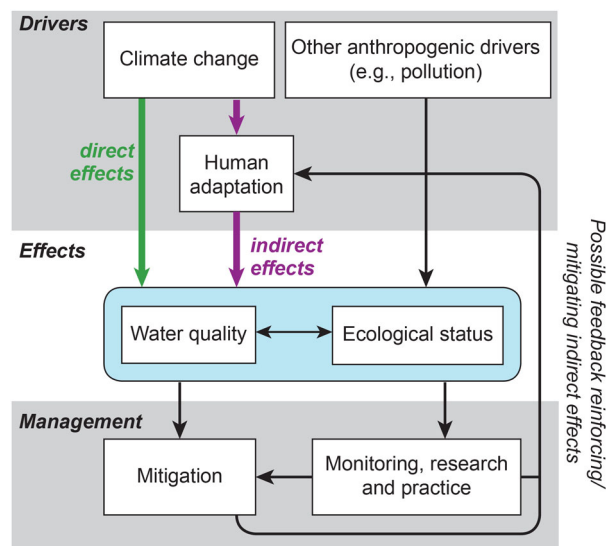 Drivers
Climate change
Other anthropogenic drivers
(e.g., pollution)
direct
effects
Human
adaptation
Effects
indirect
effects
Water quality
Ecological status
Management
Mitigation
Monitoring, research
and practice
Possible feedback reinforcing/
mitigating indirect effects